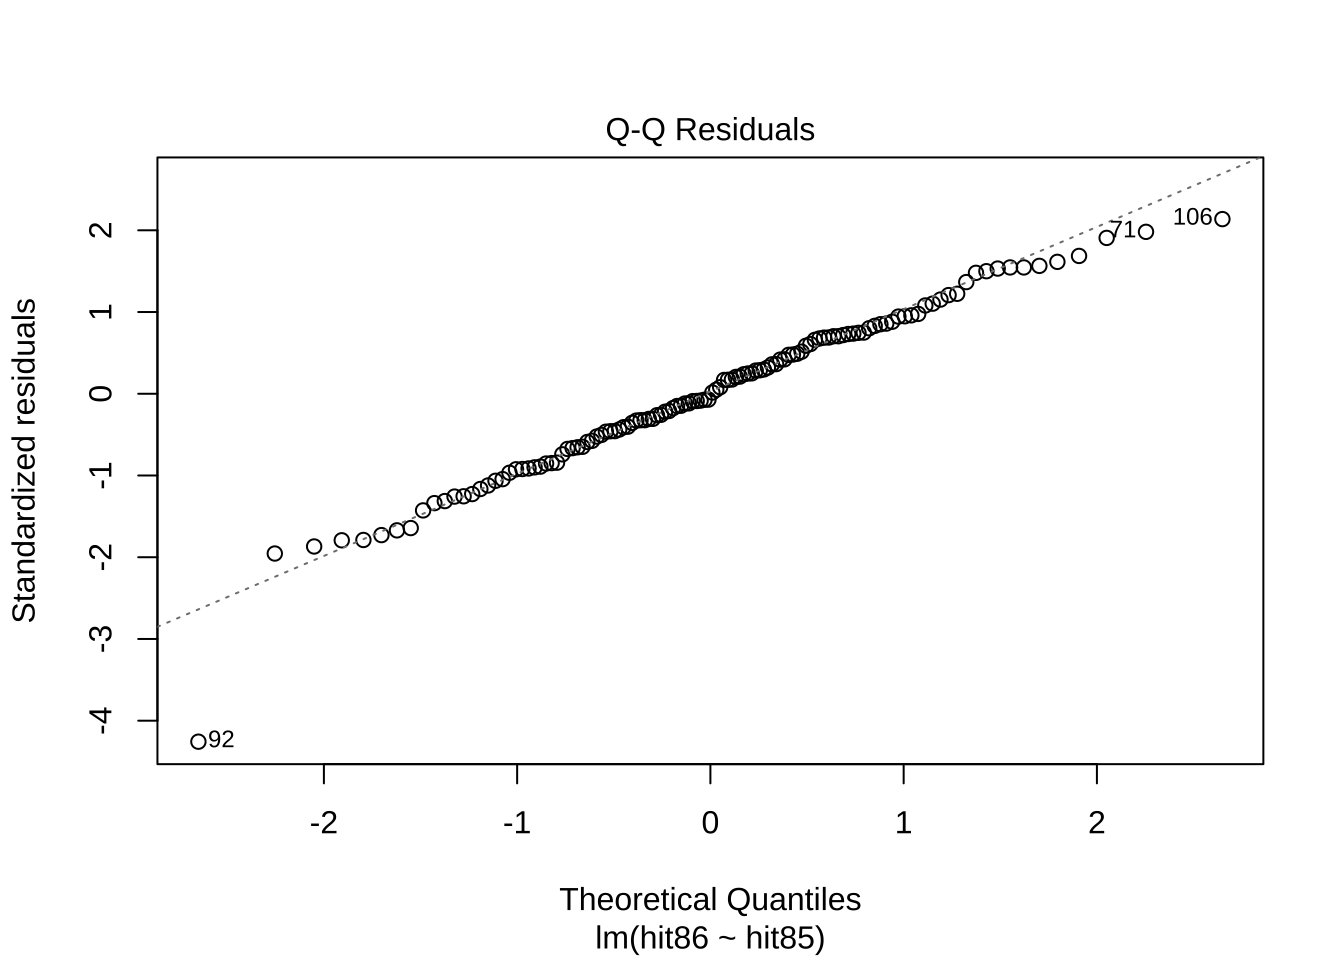 Q-Q Residuals
Standardized residuals
2
1
0
-1
-2
-3
-4
106
71
92
-2 -1 0 1 2
Theoretical Quantiles
lm(hit86 ~ hit85)